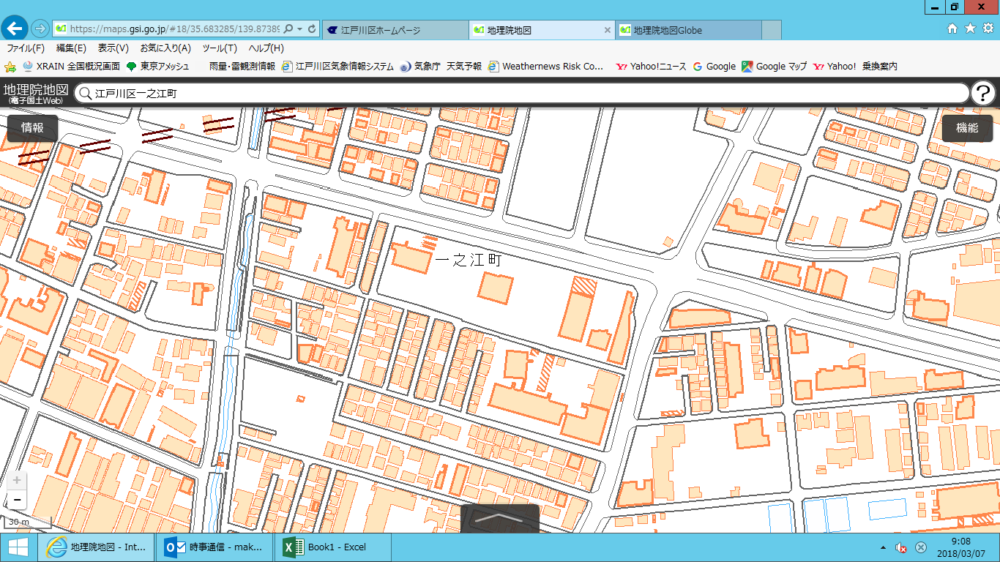 https://maps.gsi.go.jp/#18/35.683285/139.87389
江戸川区ホームページ
地理院地図
地理院地図Globe
ファイル(F) 編集(E) 表示(V) お気に入り(A) ツール(T) ヘルプ(H)
XRAIN 全国概況画面 東京アメッシュ 雨量・雷観測情報 江戸川区気象情報システム 気象庁 天気予報 Weathernews Risk Co... Yahoo!ニュース Google Google マップ Yahoo! 乗換案内
地理院地図
(電子国土Web)
江戸川区一之江町
?
情報
機能
一之江町
+
−
30 m
地理院地図 - Int...
時事通信 - mak...
Book1 - Excel
9:08
2018/03/07